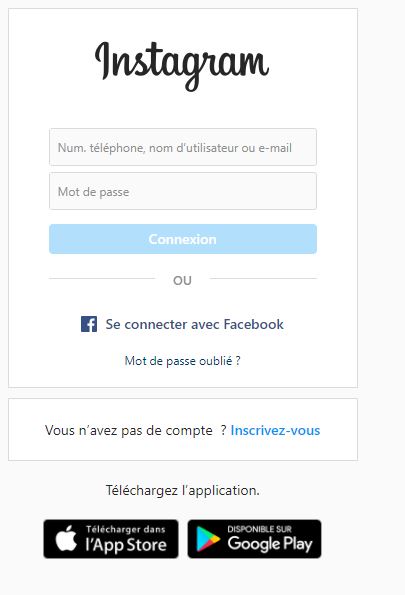 Instagram
Num. téléphone, nom d'utilisateur ou e-mail
Mot de passe
Connexion
OU
Se connecter avec Facebook
Mot de passe oublié ?
Vous n'avez pas de compte ? Inscrivez-vous
Téléchargez l'application.
Télécharger dans
l'App Store
DISPONIBLE SUR
Google Play